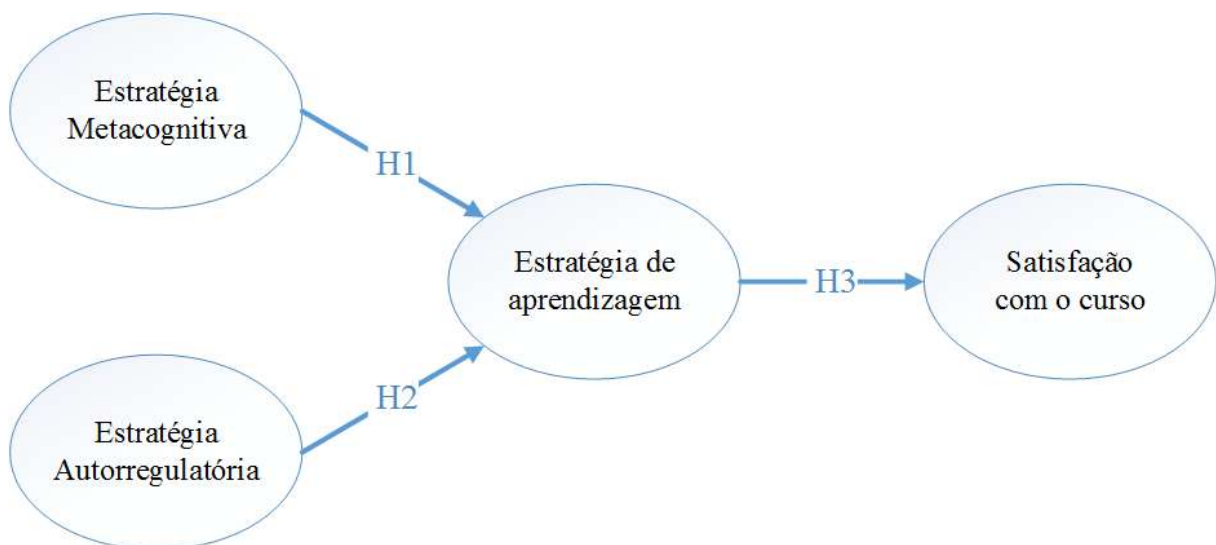 Estratégia
Metacognitiva
H1
Estratégia de
aprendizagem
H3
Satisfação
com o curso
H2
Estratégia
Autorregulatória